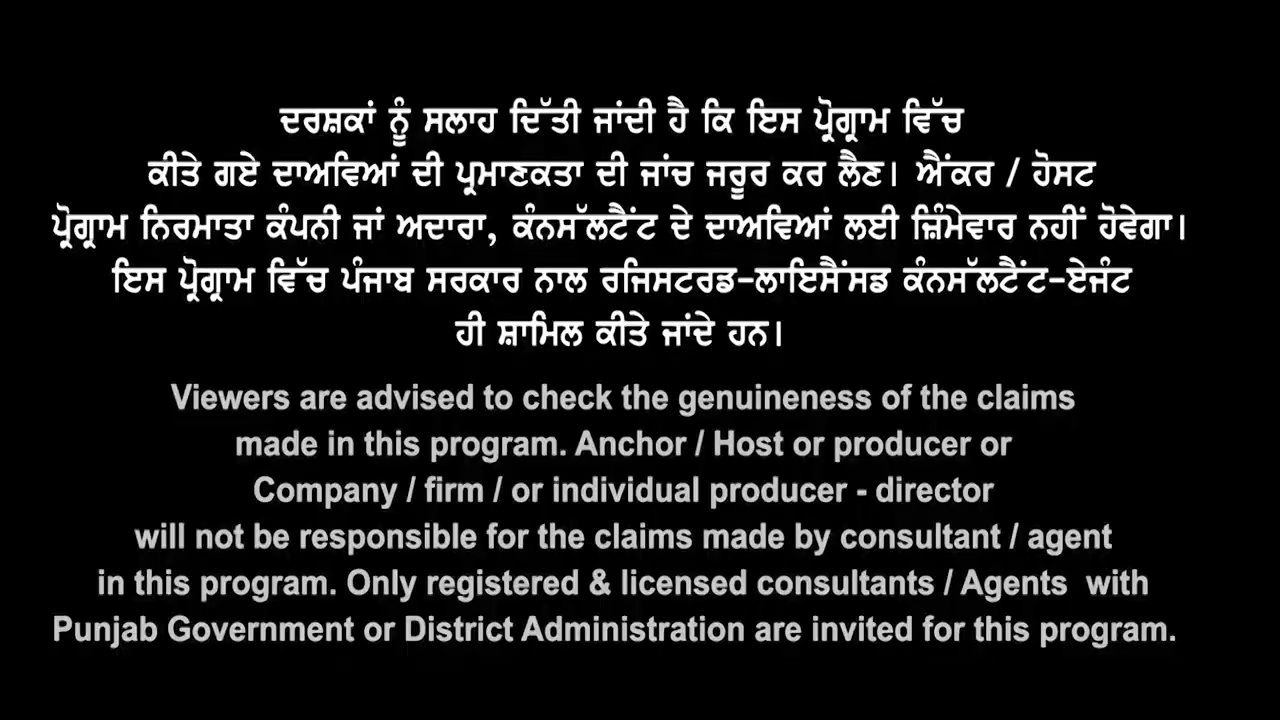 ਦਰਸ਼ਕਾਂ ਨੂੰ ਸਲਾਹ ਦਿੱਤੀ ਜਾਂਦੀ ਹੈ ਕਿ ਇਸ ਪ੍ਰੋਗ੍ਰਾਮ ਵਿੱਚ
ਕੀਤੇ ਗਏ ਦਾਅਵਿਆਂ ਦੀ ਪ੍ਰਮਾਣਕਤਾ ਦੀ ਜਾਂਚ ਜਰੂਰ ਕਰ ਲੈਣ। ਐਂਕਰ / ਹੋਸਟ
ਪ੍ਰੋਗ੍ਰਾਮ ਨਿਰਮਾਤਾ ਕੰਪਨੀ ਜਾਂ ਅਦਾਰਾ, ਕੰਨਸੱਲਟੈਂਟ ਦੇ ਦਾਅਵਿਆਂ ਲਈ ਜ਼ਿੰਮੇਵਾਰ ਨਹੀਂ ਹੋਵੇਗਾ।
ਇਸ ਪ੍ਰੋਗ੍ਰਾਮ ਵਿੱਚ ਪੰਜਾਬ ਸਰਕਾਰ ਨਾਲ ਰਜਿਸਟਰਡ-ਲਾਇਸੈਂਸਡ ਕੰਨਸੱਲਟੈਂਟ-ਏਜੰਟ
ਹੀ ਸ਼ਾਮਿਲ ਕੀਤੇ ਜਾਂਦੇ ਹਨ।
Viewers are advised to check the genuineness of the claims
made in this program. Anchor / Host or producer or
Company / firm / or individual producer - director
will not be responsible for the claims made by consultant / agent
in this program. Only registered & licensed consultants / Agents with
Punjab Government or District Administration are invited for this program.